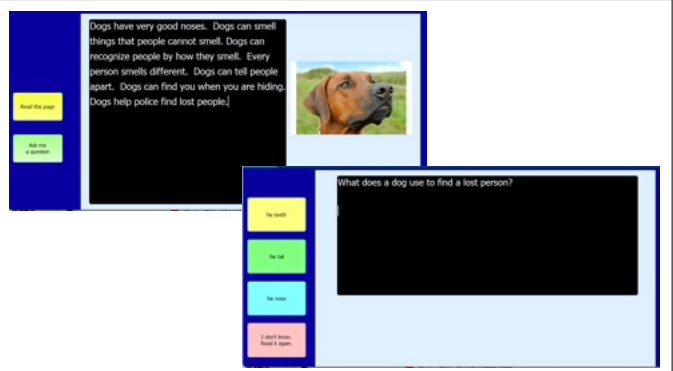 Dogs have very good noses.  Dogs can smell
things that people cannot smell. Dogs can
recognize people by how they smell.  Every
person smells different.  Dogs can tell people
apart.  Dogs can find you when you are hiding.
Dogs help police find lost people.
Read this page
Ask me
a question
What does a dog use to find a lost person?
his teeth
his tail
his nose
I don't know.
Read it again.